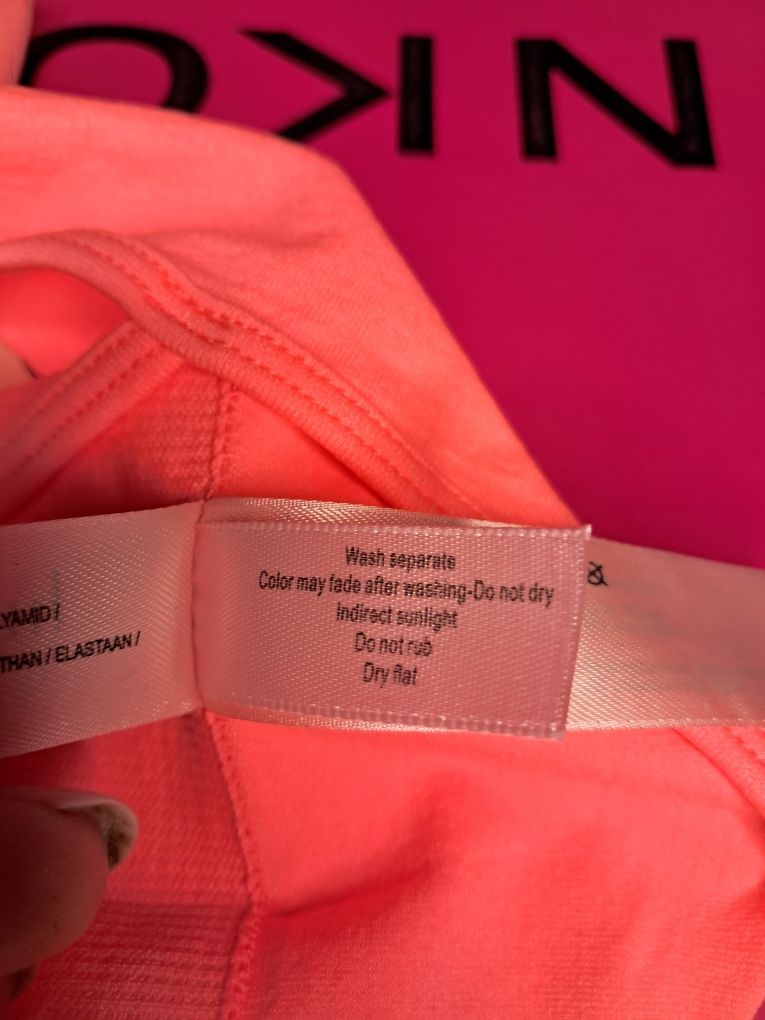 NKO
LYAMID /
THAN / ELASTAAN /
Wash separate
Color may fade after washing-Do not dry
Indirect sunlight
Do not rub
Dry flat